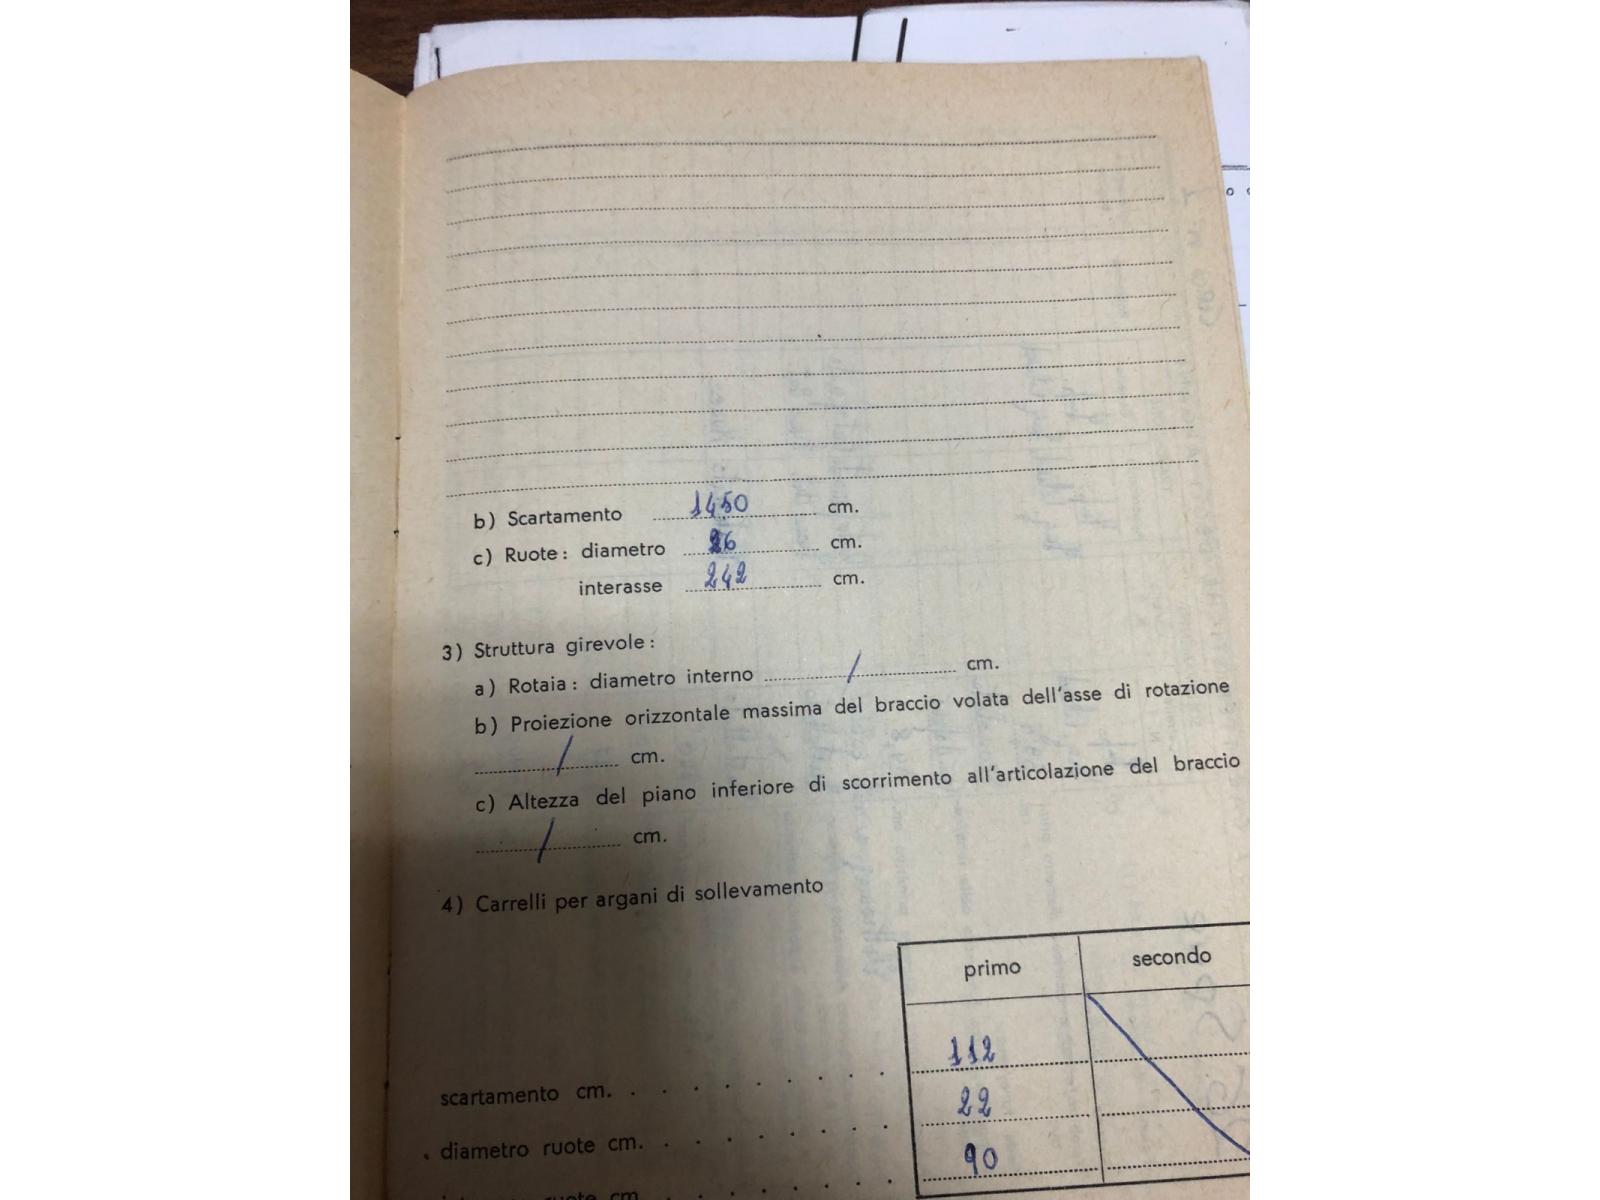 b) Scartamento 1450 cm.
c) Ruote: diametro 26 cm.
interasse 242 cm.
3) Struttura girevole:
a) Rotaia: diametro interno / cm.
b) Proiezione orizzontale massima del braccio volata dell'asse di rotazione
/ cm.
c) Altezza del piano inferiore di scorrimento all'articolazione del braccio
/ cm.
4) Carrelli per argani di sollevamento
primo secondo
scartamento cm. . . . . . . . . . 112
diametro ruote cm. . . . . . . . . 22
ruote cm. . . . . . . . 90